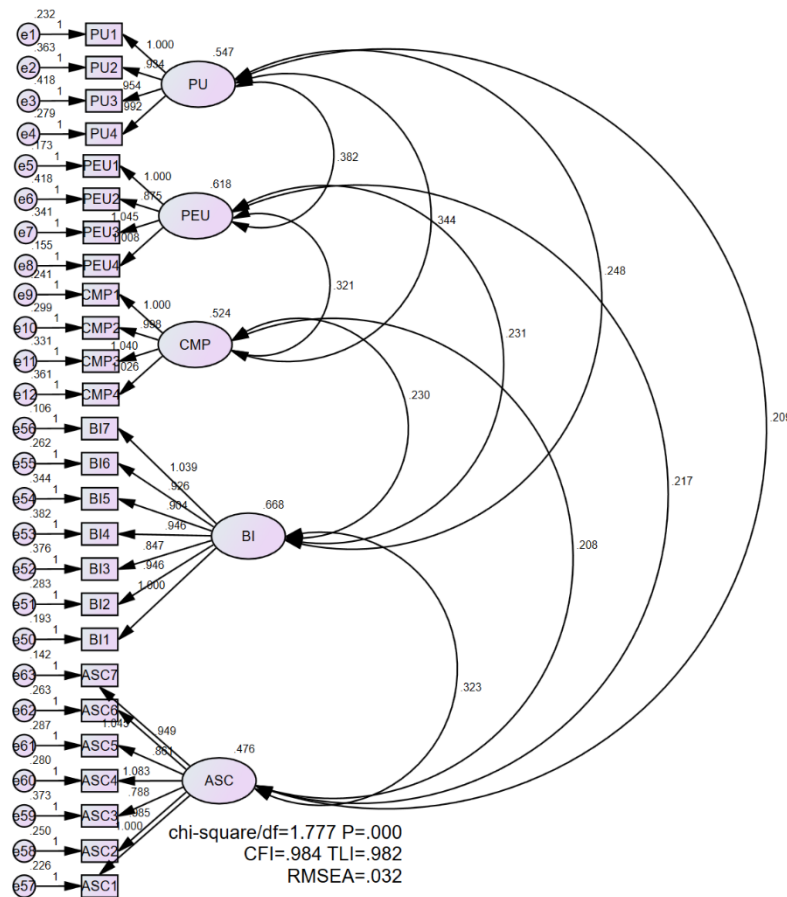 .232
e1 1 PU1
.363
e2 1 PU2
.418
e3 1 PU3
.279
e4 1 PU4
1.000
.934
.954
.992
.547
PU
.173
e5 1 PEU1
.418
e6 1 PEU2
.341
e7 1 PEU3
.155
e8 1 PEU4
1.000
.875
1.045
1.008
.618
PEU
.241
e9 1 CMP1
.299
e10 1 CMP2
.331
e11 1 CMP3
.361
e12 1 CMP4
1.000
.998
1.040
1.026
.524
CMP
.106
e56 1 BI7
.262
e55 1 BI6
.344
e54 1 BI5
.382
e53 1 BI4
.376
e52 1 BI3
.283
e51 1 BI2
.193
e50 1 BI1
1.039
.926
.904
.946
.847
.946
1.000
.668
BI
.142
e63 1 ASC7
.263
e62 1 ASC6
.287
e61 1 ASC5
.280
e60 1 ASC4
.373
e59 1 ASC3
.250
e58 1 ASC2
.226
e57 1 ASC1
.949
1.045
.861
1.083
.788
.985
1.000
.476
ASC
.382
.344
.321
.248
.231
.230
.209
.217
.208
.323
chi-square/df=1.777 P=.000
CFI=.984 TLI=.982
RMSEA=.032